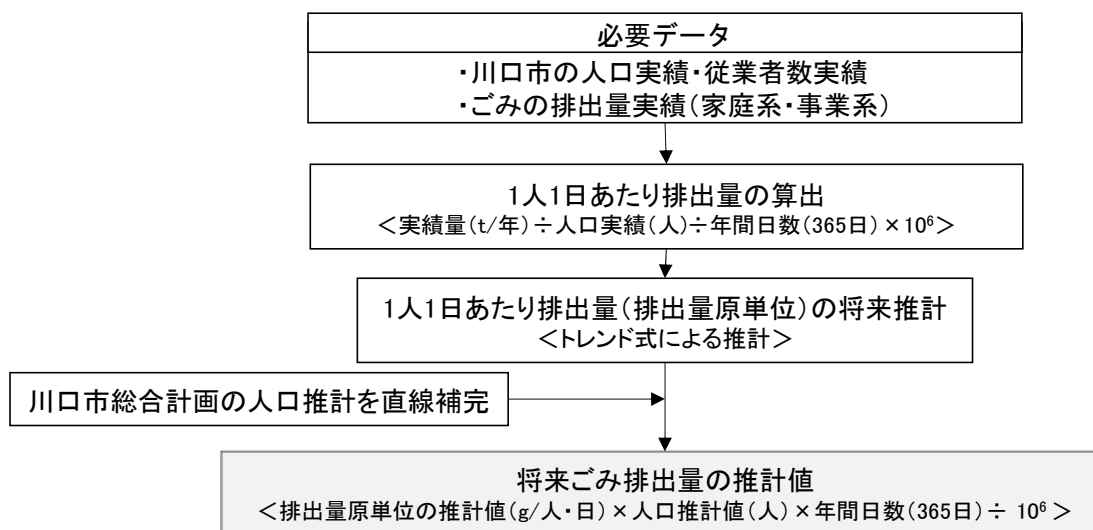 必要データ
・川口市の人口実績・従業者数実績
・ごみの排出量実績(家庭系・事業系)
1人1日あたり排出量の算出
＜実績量(t/年)÷人口実績(人)÷年間日数(365日)×10⁶＞
1人1日あたり排出量(排出量原単位)の将来推計
＜トレンド式による推計＞
川口市総合計画の人口推計を直線補完
将来ごみ排出量の推計値
＜排出量原単位の推計値(g/人・日)×人口推計値(人)×年間日数(365日)÷ 10⁶ ＞